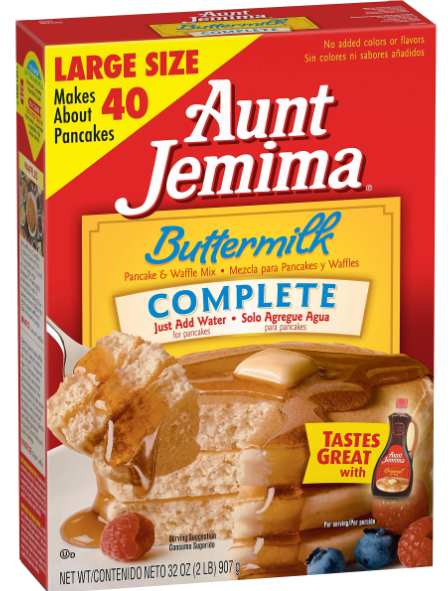 LARGE SIZE
Makes
About 40
Pancakes
No added colors or flavors
Sin colores ni sabores añadidos
Aunt
Jemima®
Buttermilk
Pancake & Waffle Mix • Mezcla para Pancakes y Waffles
COMPLETE
Just Add Water • Solo Agregue Agua
for pancakes para pancakes
TASTES
GREAT
with
Aunt
Jemima
Original
Serving Suggestion
Consumo Sugerido
Per serving/Por porción
U D
NET WT/CONTENIDO NETO 32 OZ (2 LB) 907 g